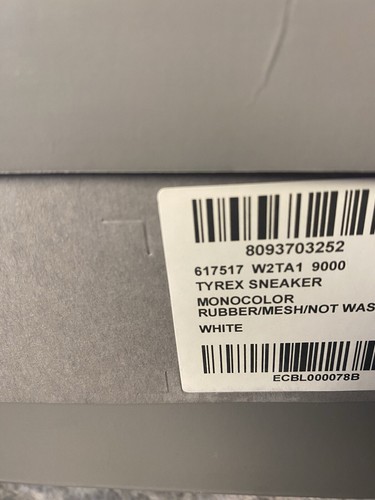 8093703252
617517 W2TA1 9000
TYREX SNEAKER
MONOCOLOR
RUBBER/MESH/NOT WAS
WHITE
ECBL000078B